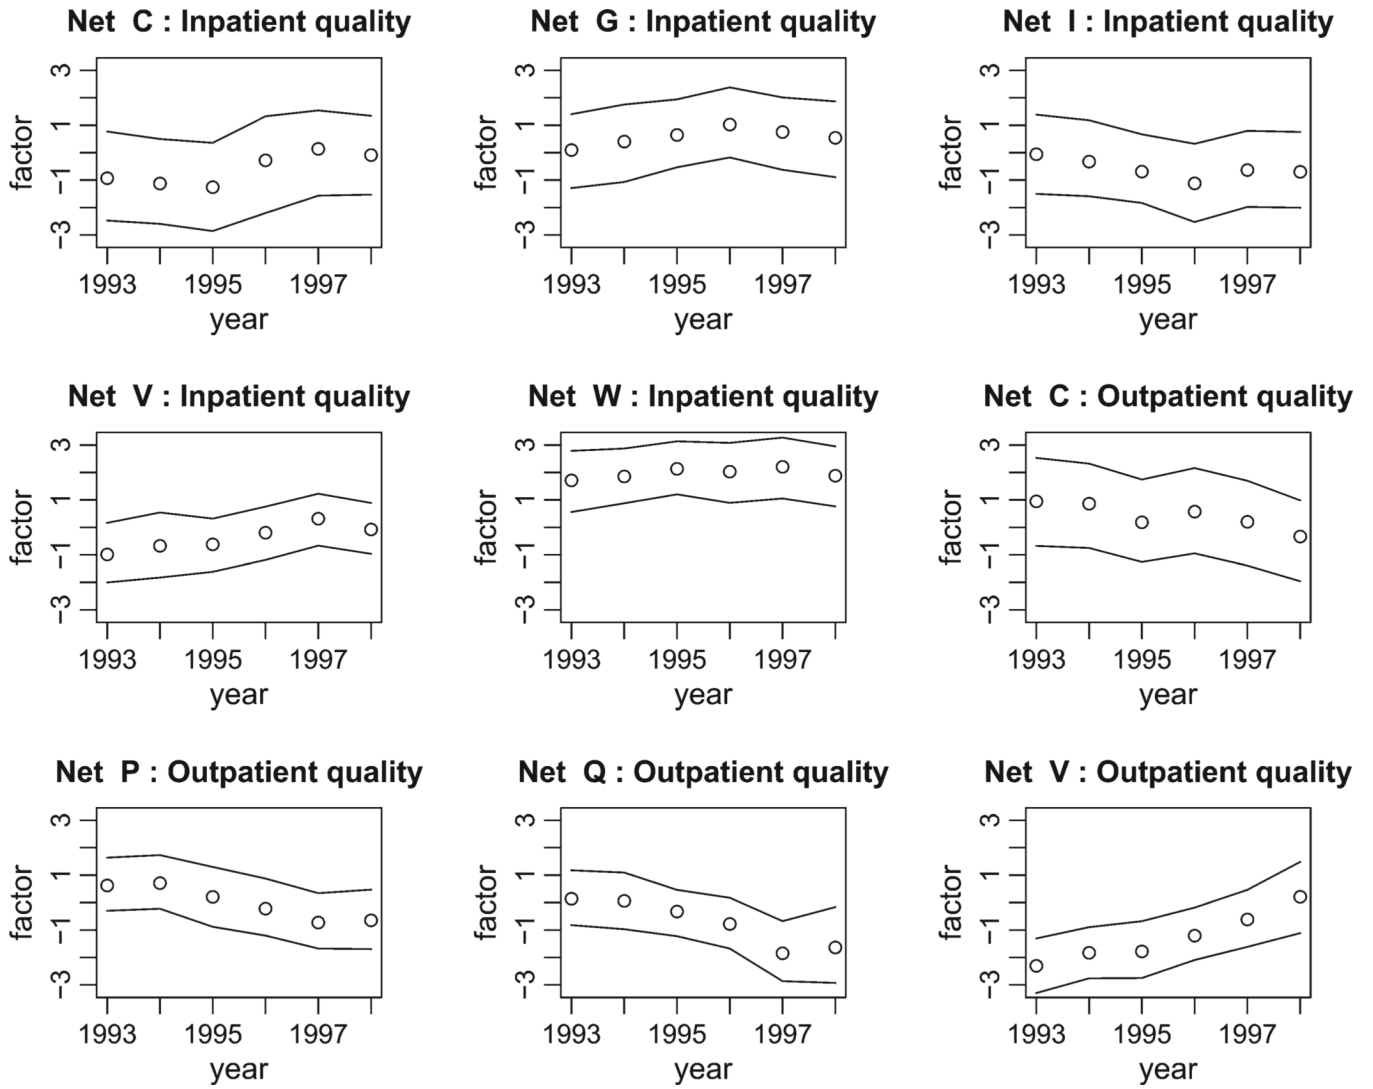 Net C : Inpatient quality
3
1
-1
-3
factor
1993 1995 1997
year
Net G : Inpatient quality
3
1
-1
-3
factor
1993 1995 1997
year
Net I : Inpatient quality
3
1
-1
-3
factor
1993 1995 1997
year
Net V : Inpatient quality
3
1
-1
-3
factor
1993 1995 1997
year
Net W : Inpatient quality
3
1
-1
-3
factor
1993 1995 1997
year
Net C : Outpatient quality
3
1
-1
-3
factor
1993 1995 1997
year
Net P : Outpatient quality
3
1
-1
-3
factor
1993 1995 1997
year
Net Q : Outpatient quality
3
1
-1
-3
factor
1993 1995 1997
year
Net V : Outpatient quality
3
1
-1
-3
factor
1993 1995 1997
year